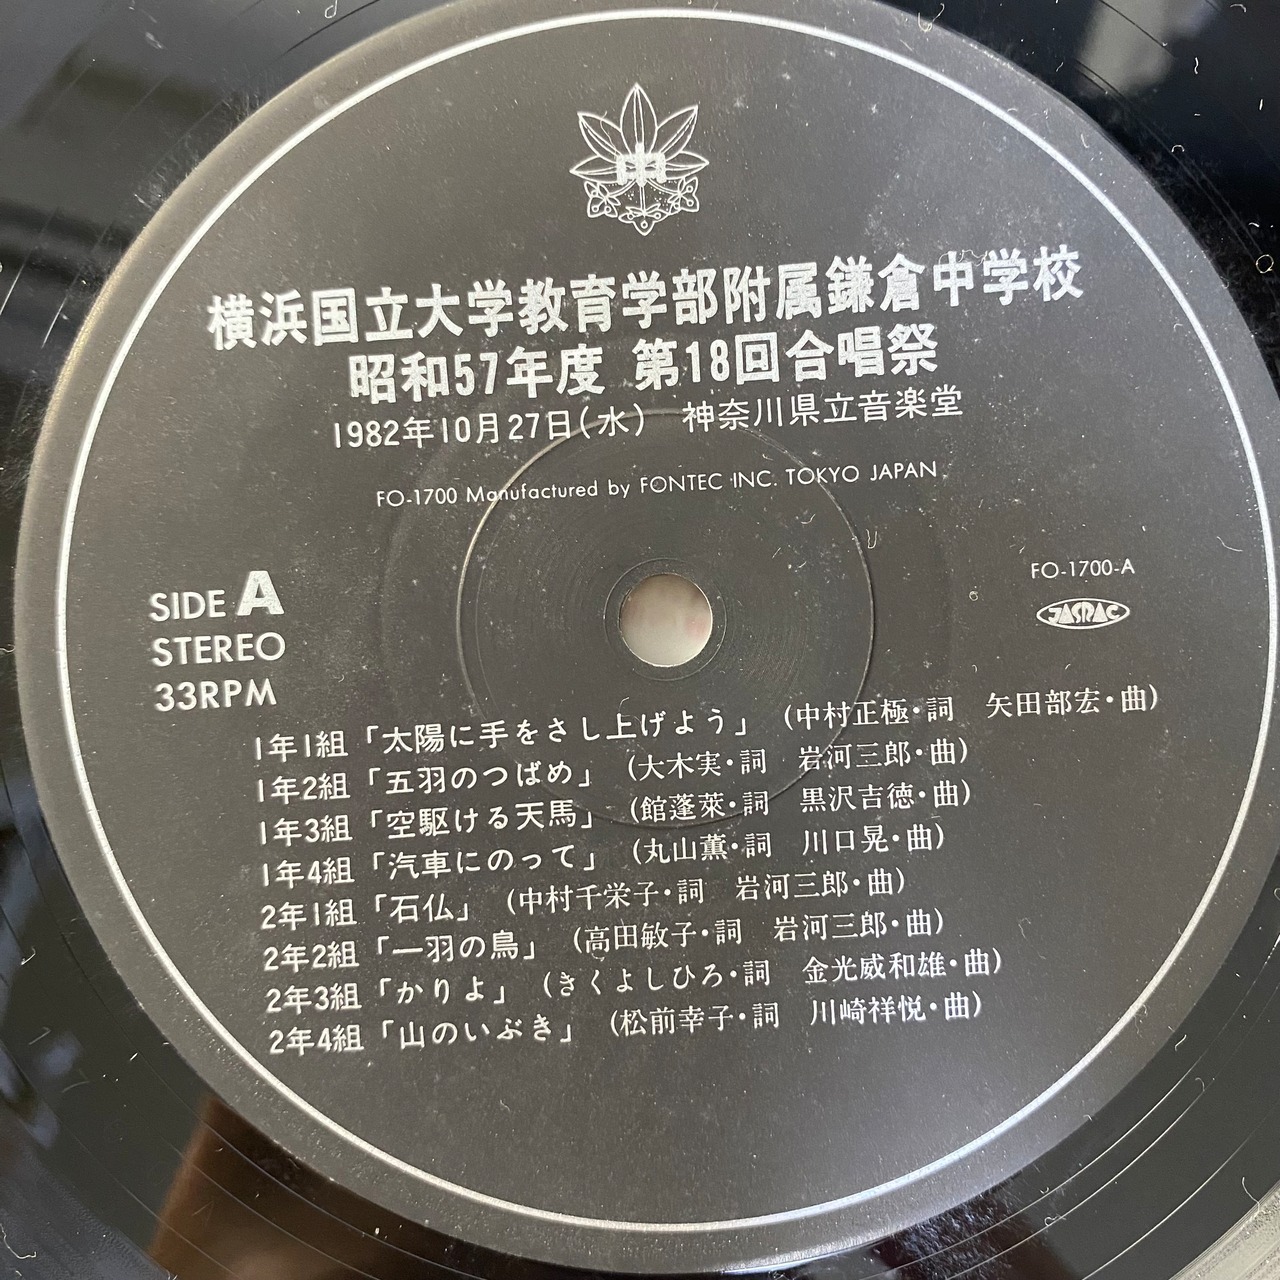 中
横浜国立大学教育学部附属鎌倉中学校
昭和57年度 第18回合唱祭
1982年10月27日(水) 神奈川県立音楽堂
FO-1700 Manufactured by FONTEC INC. TOKYO JAPAN
SIDE A
STEREO
33RPM
FO-1700-A
JASRAC
1年1組「太陽に手をさし上げよう」(中村正極・詞 矢田部宏・曲)
1年2組「五羽のつばめ」(大木実・詞 岩河三郎・曲)
1年3組「空駆ける天馬」(館蓬莱・詞 黒沢吉徳・曲)
1年4組「汽車にのって」(丸山薫・詞 川口晃・曲)
2年1組「石仏」(中村千栄子・詞 岩河三郎・曲)
2年2組「一羽の鳥」(高田敏子・詞 岩河三郎・曲)
2年3組「かりよ」(きくよしひろ・詞 金光威和雄・曲)
2年4組「山のいぶき」(松前幸子・詞 川崎祥悦・曲)